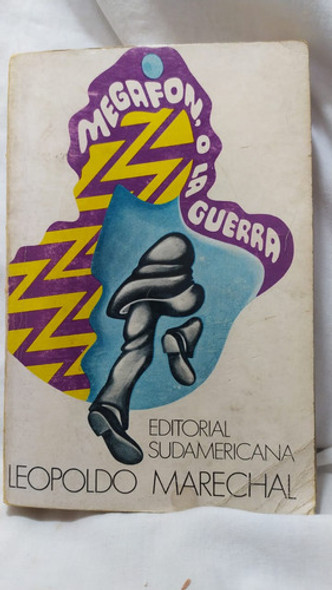 MEGAFON, O LA GUERRA
EDITORIAL
SUDAMERICANA
LEOPOLDO MARECHAL